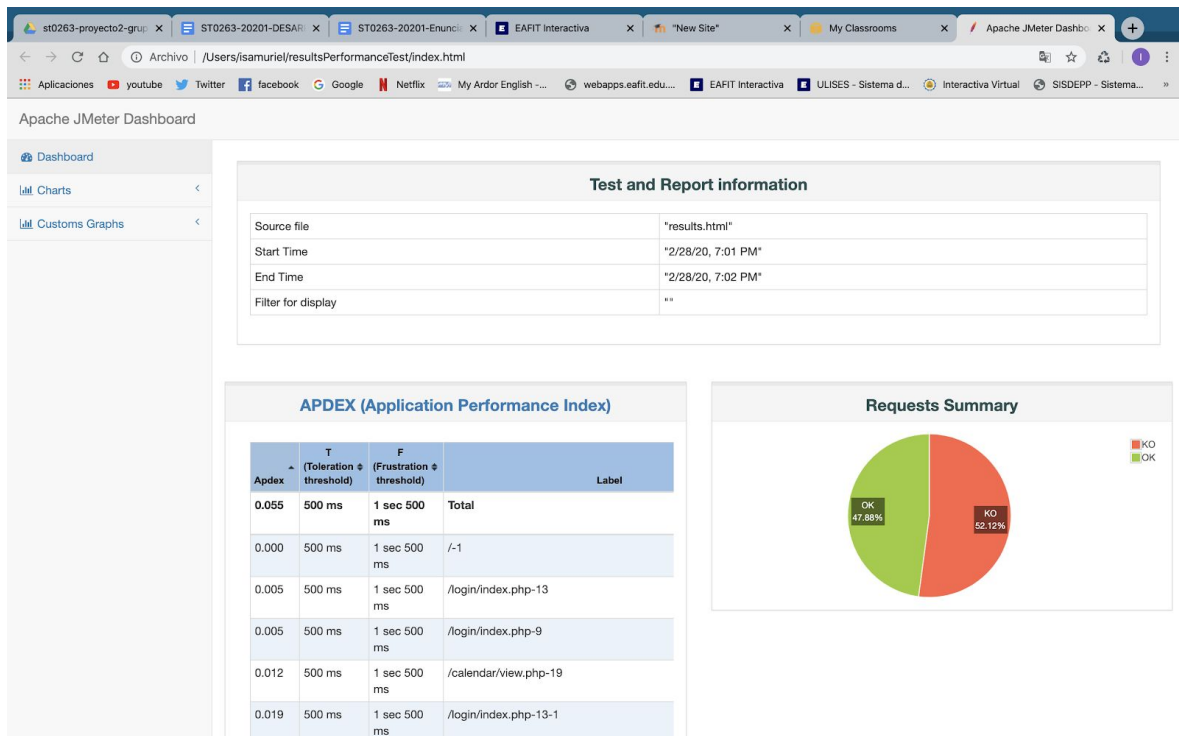 st0263-proyecto2-grup
ST0263-20201-DESAR
ST0263-20201-Enuncia
EAFIT Interactiva
"New Site"
My Classrooms
Apache JMeter Dashbo
Archivo | /Users/isamuriel/resultsPerformanceTest/index.html
Aplicaciones youtube Twitter facebook Google Netflix My Ardor English -... webapps.eafit.edu.... EAFIT Interactiva ULISES - Sistema d... Interactiva Virtual SISDEPP - Sistema... »
Apache JMeter Dashboard
Dashboard
Charts
Customs Graphs
Test and Report information
Source file "results.html"
Start Time "2/28/20, 7:01 PM"
End Time "2/28/20, 7:02 PM"
Filter for display ""
APDEX (Application Performance Index)
Apdex T (Toleration threshold) F (Frustration threshold) Label
0.055 500 ms 1 sec 500 ms Total
0.000 500 ms 1 sec 500 ms /-1
0.005 500 ms 1 sec 500 ms /login/index.php-13
0.005 500 ms 1 sec 500 ms /login/index.php-9
0.012 500 ms 1 sec 500 ms /calendar/view.php-19
0.019 500 ms 1 sec 500 ms /login/index.php-13-1
Requests Summary
KO
OK
OK
47.88%
KO
52.12%